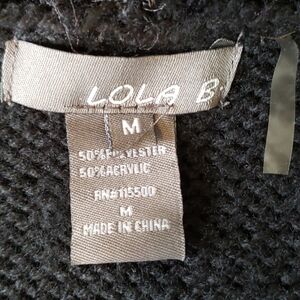 LOLA B
M
50%POLYESTER
50%ACRYLIC
RN#115500
M
MADE IN CHINA